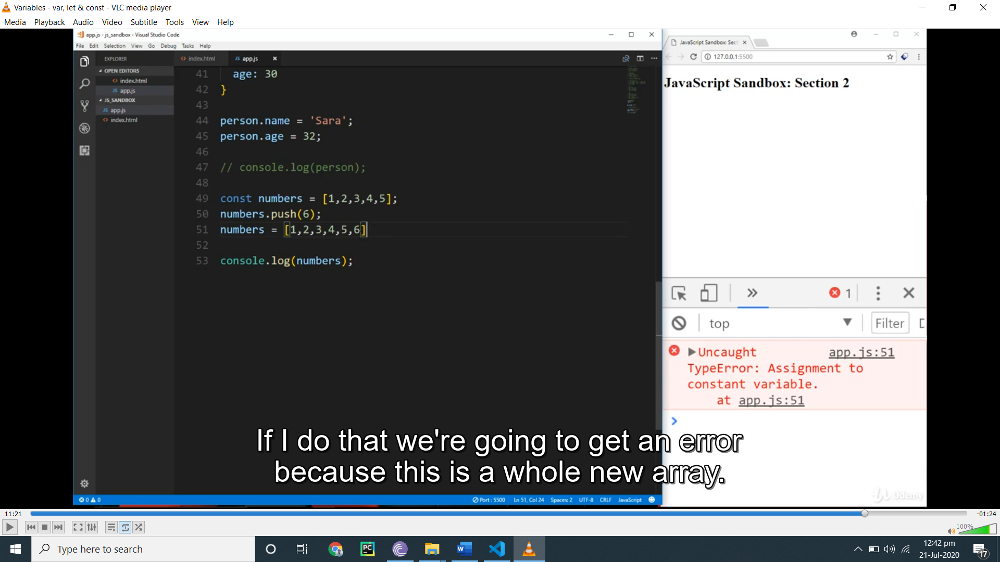 Variables - var, let & const - VLC media player
Media Playback Audio Video Subtitle Tools View Help
app.js - js_sandbox - Visual Studio Code
File Edit Selection View Go Debug Tasks Help
EXPLORER
OPEN EDITORS
index.html
JS app.js
JS_SANDBOX
JS app.js
index.html
index.html
JS app.js
41 age: 30
42 }
43
44 person.name = 'Sara';
45 person.age = 32;
46
47 // console.log(person);
48
49 const numbers = [1,2,3,4,5];
50 numbers.push(6);
51 numbers = [1,2,3,4,5,6]
52
53 console.log(numbers);
0 0
Port : 5500 Ln 51, Col 24 Spaces: 2 UTF-8 CRLF JavaScript
JavaScript Sandbox: Sect
127.0.0.1:5500
JavaScript Sandbox: Section 2
1
top Filter
Uncaught app.js:51
TypeError: Assignment to
constant variable.
at app.js:51
If I do that we're going to get an error
because this is a whole new array.
Udemy
11:21 -01:24
100%
Type here to search
PC
W
12:42 pm
21-Jul-2020
17